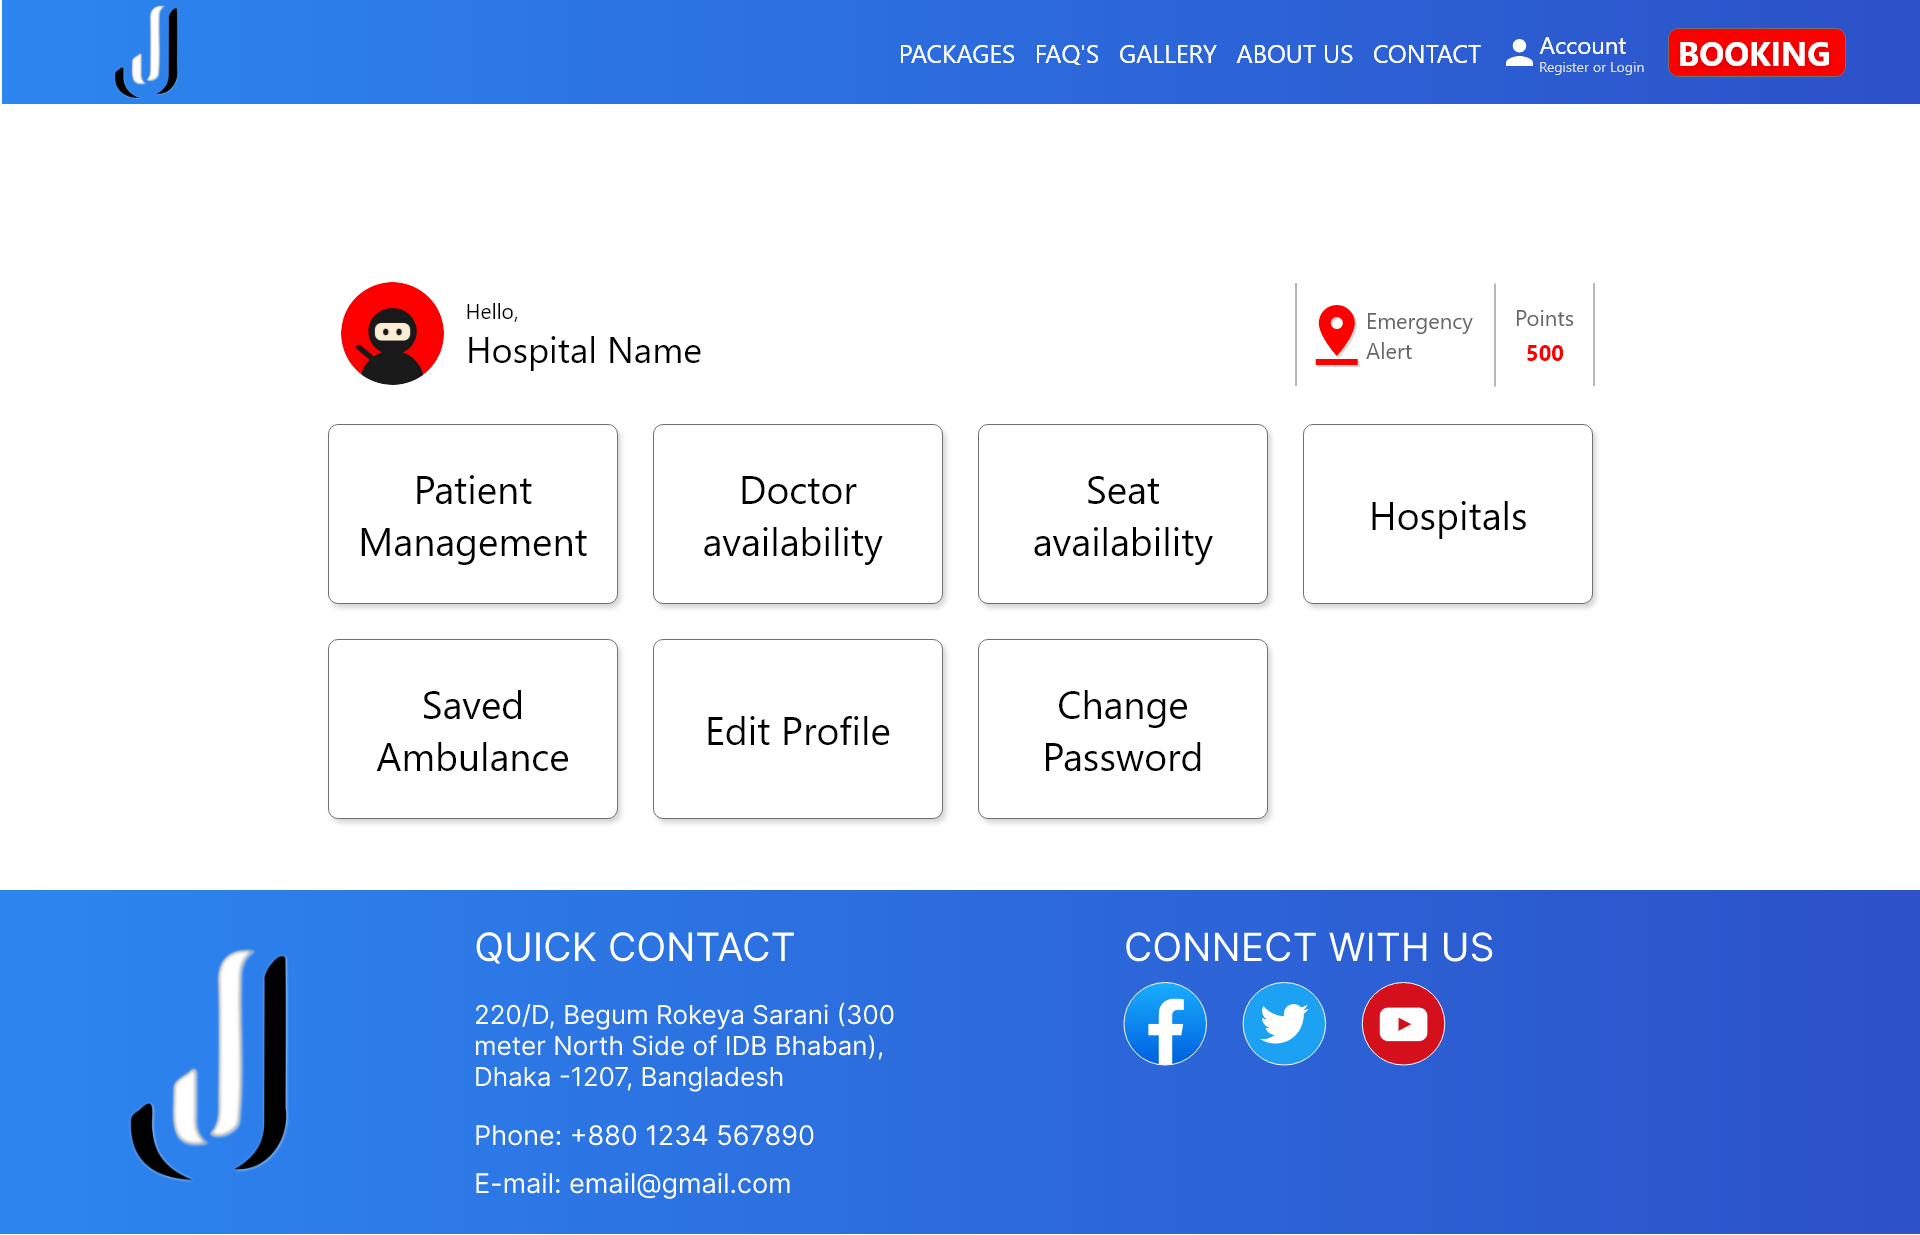 PACKAGES FAQ'S GALLERY ABOUT US CONTACT Account BOOKING
Register or Login
Hello,
Hospital Name
Emergency
Alert
Points
500
Patient
Management
Doctor
availability
Seat
availability
Hospitals
Saved
Ambulance
Edit Profile
Change
Password
QUICK CONTACT
220/D, Begum Rokeya Sarani (300
meter North Side of IDB Bhaban),
Dhaka -1207, Bangladesh
Phone: +880 1234 567890
E-mail: email@gmail.com
CONNECT WITH US